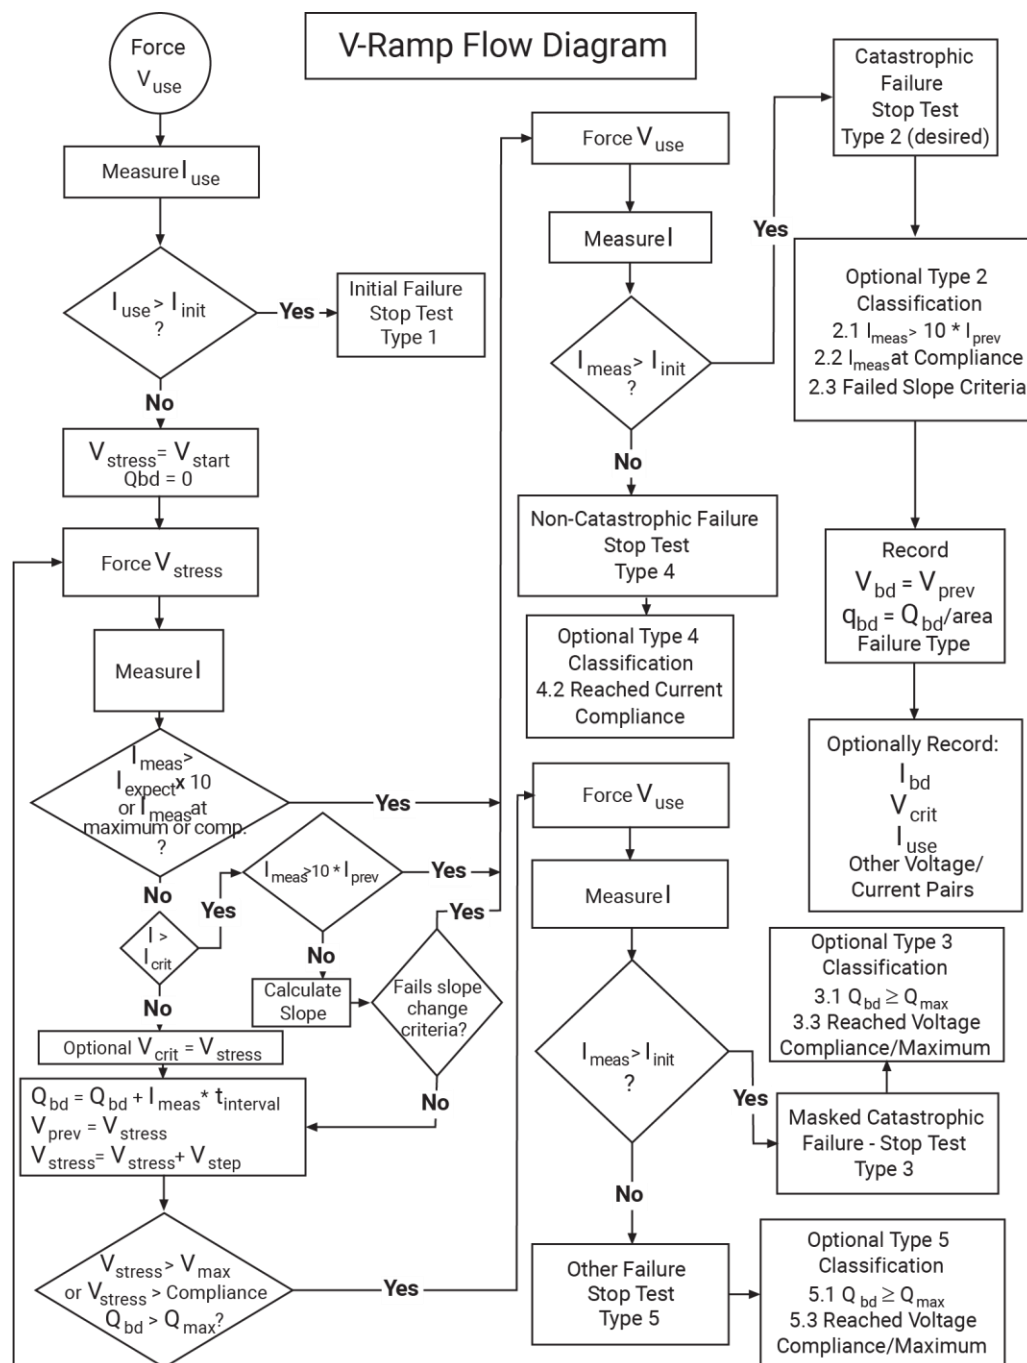 V-Ramp Flow Diagram
Force
V use
Measure I use
I use > I init
?
Yes
Initial Failure
Stop Test
Type 1
No
V stress = V start
Qbd = 0
Force V stress
Measure I
I meas >
I expect x 10
or I meas at
maximum or comp.
?
Yes
No
I >
I crit
Yes
I meas >10 * I prev
Yes
No
Calculate
Slope
Fails slope
change
criteria?
Yes
No
No
Optional V crit = V stress
Q bd = Q bd + I meas * t interval
V prev = V stress
V stress = V stress + V step
V stress > V max
or V stress > Compliance
Q bd > Q max ?
Yes
Force V use
Measure I
I meas > I init
?
Yes
No
Non-Catastrophic Failure
Stop Test
Type 4
Optional Type 4
Classification
4.2 Reached Current
Compliance
Catastrophic
Failure
Stop Test
Type 2 (desired)
Optional Type 2
Classification
2.1 I meas > 10 * I prev
2.2 I meas at Compliance
2.3 Failed Slope Criteria
Record
V bd = V prev
q bd = Q bd /area
Failure Type
Optionally Record:
I bd
V crit
I use
Other Voltage/
Current Pairs
Force V use
Measure I
I meas > I init
?
Yes
Masked Catastrophic
Failure - Stop Test
Type 3
Optional Type 3
Classification
3.1 Q bd ≥ Q max
3.3 Reached Voltage
Compliance/Maximum
No
Other Failure
Stop Test
Type 5
Optional Type 5
Classification
5.1 Q bd ≥ Q max
5.3 Reached Voltage
Compliance/Maximum